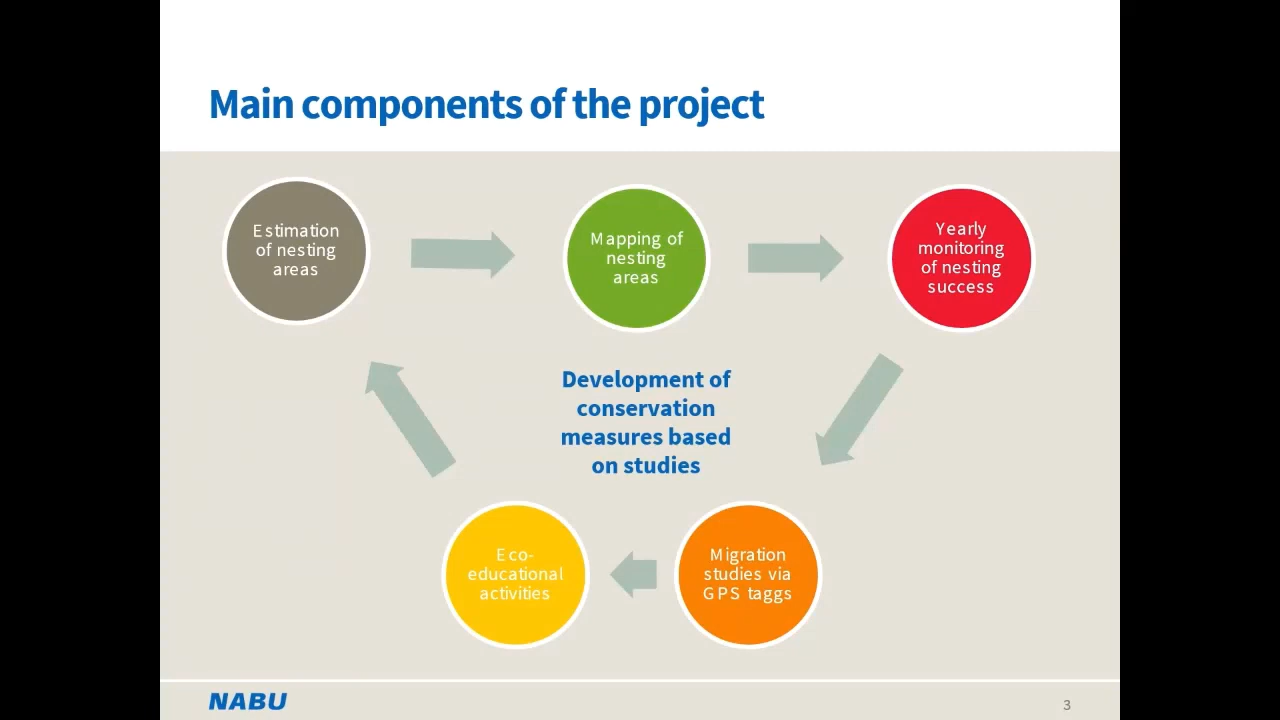 Main components of the project
Estimation
of nesting
areas
Mapping of
nesting
areas
Yearly
monitoring
of nesting
success
Development of
conservation
measures based
on studies
Eco-
educational
activities
Migration
studies via
GPS taggs
NABU
3